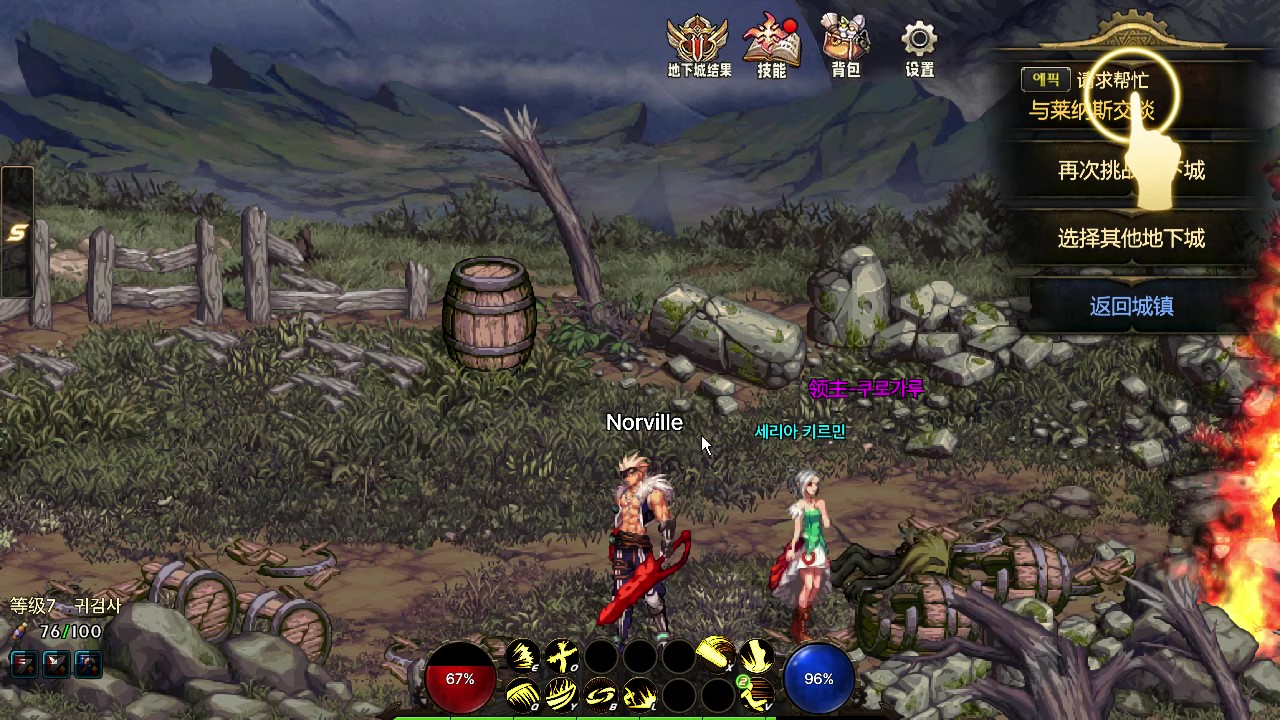 地下城结果
技能
背包
设置
에픽 请求帮忙
与莱纳斯交谈
再次挑战地下城
选择其他地下城
返回城镇
领主-쿠로가루
Norville
세리아 키르민
等级7 귀검사
76/100
67%
96%
E
O
X
Q
Y
B
2
V